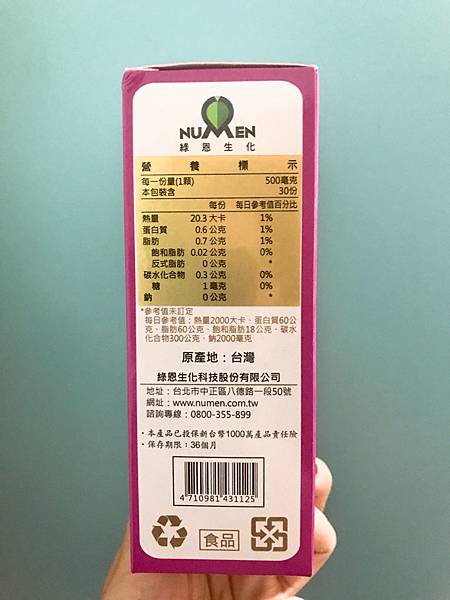 NUMEN
綠恩生化
營養標示
每一份量(1顆) 500毫克
本包裝含 30份
每份 每日參考值百分比
熱量 20.3 大卡 1%
蛋白質 0.6 公克 1%
脂肪 0.7 公克 1%
飽和脂肪 0.02 公克 0%
反式脂肪 0 公克 *
碳水化合物 0.3 公克 0%
糖 1 毫克 0%
鈉 0 公克 *
*參考值未訂定
每日參考值：熱量2000大卡、蛋白質60公
克、脂肪60公克、飽和脂肪18公克、碳水
化合物300公克、鈉2000毫克
原產地：台灣
綠恩生化科技股份有限公司
地址：台北市中正區八德路一段50號
網址：www.numen.com.tw
諮詢專線：0800-355-899
·本產品已投保新台幣1000萬產品責任險
·保存期限：36個月
4 710981 431125
食品